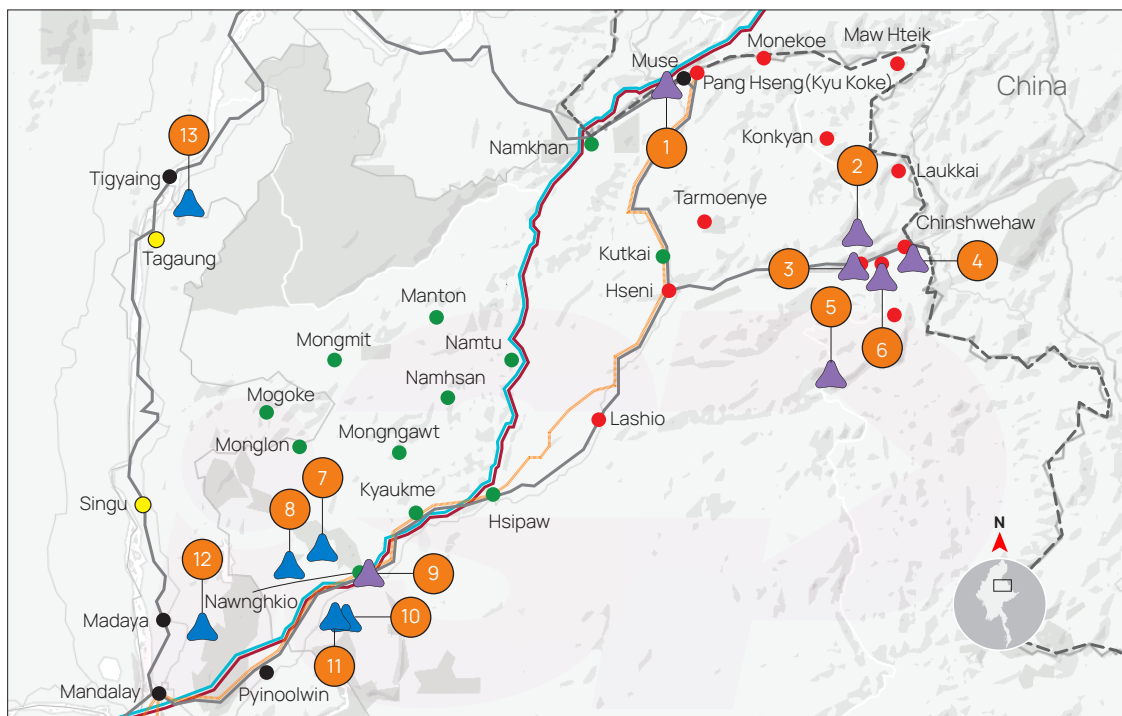 Monekoe
Maw Hteik
Muse
Pang Hseng(Kyu Koke)
China
13
1
Namkhan
Konkyan
2
Tigyaing
Laukkai
Tarmoenye
Chinshwehaw
Tagaung
Kutkai
3
4
Hseni
Manton
5
6
Mongmit
Namtu
Namhsan
Mogoke
Lashio
Monglon
Mongngawt
7
Kyaukme
8
Singu
Hsipaw
N
12
9
Nawnghkio
Madaya
10
11
Mandalay
Pyinoolwin